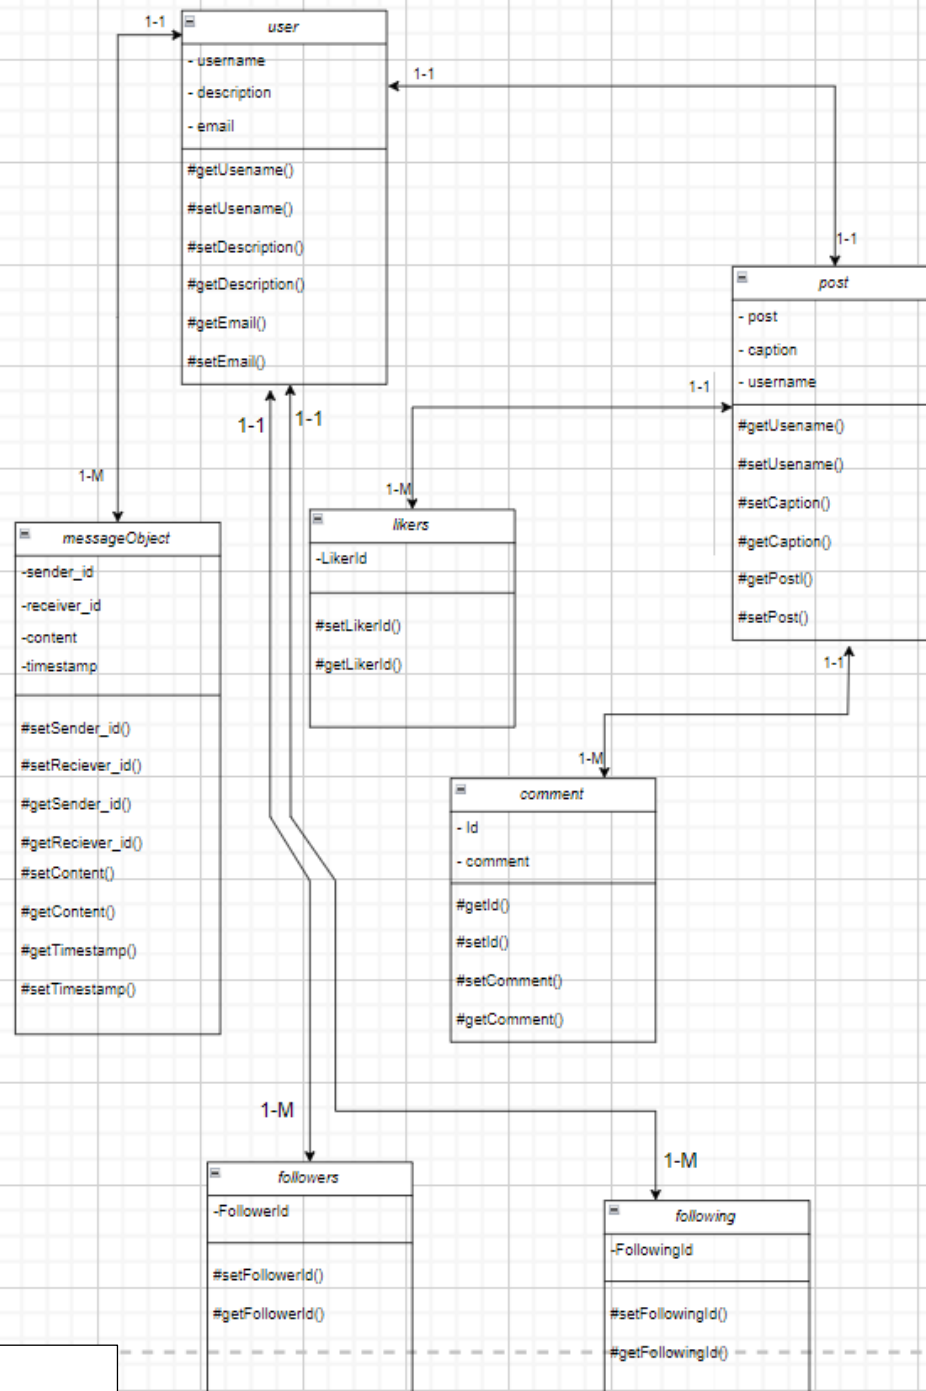 1-1
user
- username
- description
- email
#getUsename()
#setUsename()
#setDescription()
#getDescription()
#getEmail()
#setEmail()
1-1
1-1
post
- post
- caption
- username
#getUsename()
#setUsename()
#setCaption()
#getCaption()
#getPostl()
#setPost()
1-1
1-1
1-1
1-M
1-M
messageObject
-sender_id
-receiver_id
-content
-timestamp
#setSender_id()
#setReciever_id()
#getSender_id()
#getReciever_id()
#setContent()
#getContent()
#getTimestamp()
#setTimestamp()
likers
-LikerId
#setLikerId()
#getLikerId()
1-1
1-M
comment
- Id
- comment
#getId()
#setId()
#setComment()
#getComment()
1-M
followers
-FollowerId
#setFollowerId()
#getFollowerId()
1-M
following
-FollowingId
#setFollowingId()
#getFollowingId()